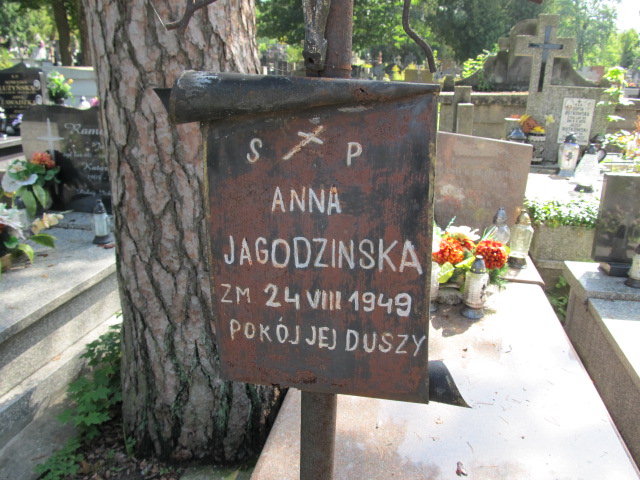 S P
ANNA
JAGODZINSKA
ZM 24 VIII 1949
POKÓJ JEJ DUSZY